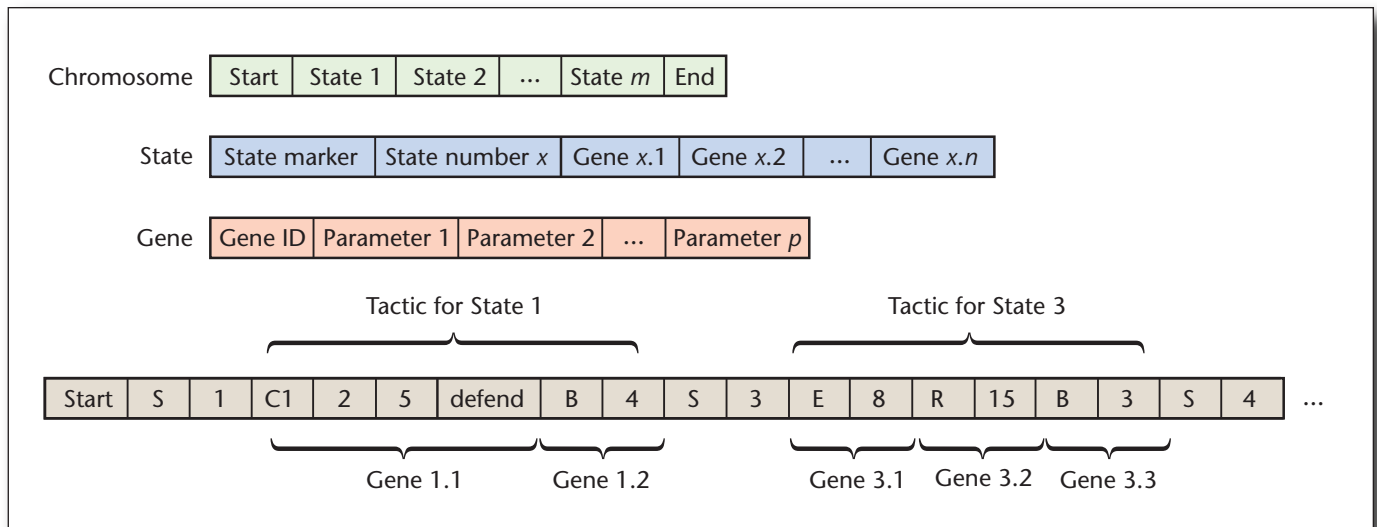 Chromosome Start State 1 State 2 ... State m End
State State marker State number x Gene x.1 Gene x.2 ... Gene x.n
Gene Gene ID Parameter 1 Parameter 2 ... Parameter p
Tactic for State 1 Tactic for State 3
Start S 1 C1 2 5 defend B 4 S 3 E 8 R 15 B 3 S 4 ...
Gene 1.1 Gene 1.2 Gene 3.1 Gene 3.2 Gene 3.3